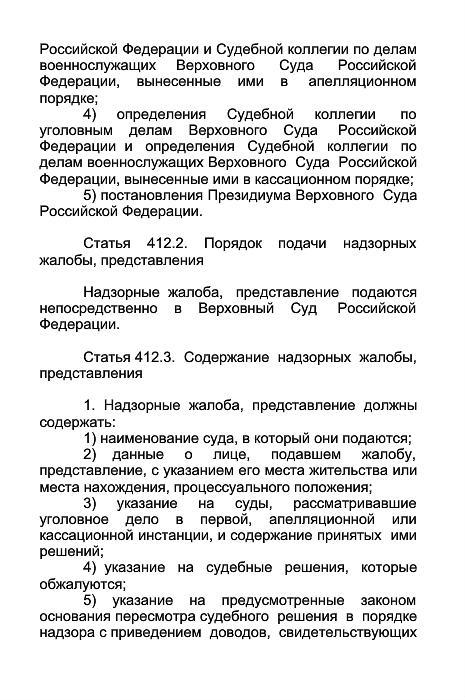 Российской Федерации и Судебной коллегии по делам
военнослужащих Верховного Суда Российской
Федерации, вынесенные ими в апелляционном
порядке;
4) определения Судебной коллегии по
уголовным делам Верховного Суда Российской
Федерации и определения Судебной коллегии по
делам военнослужащих Верховного Суда Российской
Федерации, вынесенные ими в кассационном порядке;
5) постановления Президиума Верховного Суда
Российской Федерации.
Статья 412.2. Порядок подачи надзорных
жалобы, представления
Надзорные жалоба, представление подаются
непосредственно в Верховный Суд Российской
Федерации.
Статья 412.3. Содержание надзорных жалобы,
представления
1. Надзорные жалоба, представление должны
содержать:
1) наименование суда, в который они подаются;
2) данные о лице, подавшем жалобу,
представление, с указанием его места жительства или
места нахождения, процессуального положения;
3) указание на суды, рассматривавшие
уголовное дело в первой, апелляционной или
кассационной инстанции, и содержание принятых ими
решений;
4) указание на судебные решения, которые
обжалуются;
5) указание на предусмотренные законом
основания пересмотра судебного решения в порядке
надзора с приведением доводов, свидетельствующих